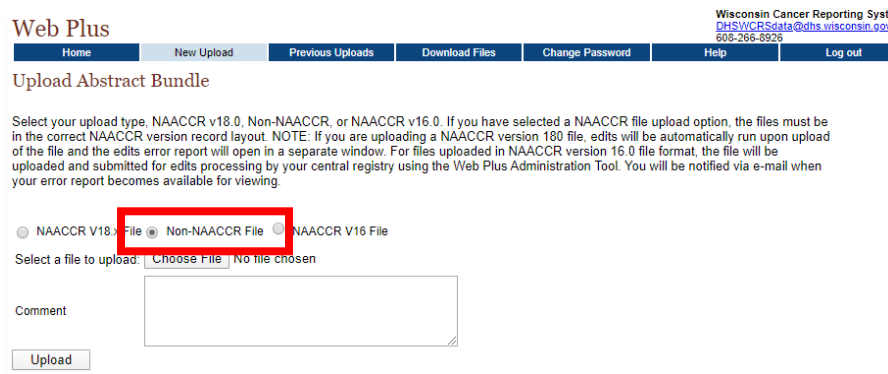 Web Plus
Wisconsin Cancer Reporting Syst
DHSWCRSdata@dhs.wisconsin.gov
608-266-8926
Home New Upload Previous Uploads Download Files Change Password Help Log out
Upload Abstract Bundle
Select your upload type, NAACCR v18.0, Non-NAACCR, or NAACCR v16.0. If you have selected a NAACCR file upload option, the files must be
in the correct NAACCR version record layout. NOTE: If you are uploading a NAACCR version 180 file, edits will be automatically run upon upload
of the file and the edits error report will open in a separate window. For files uploaded in NAACCR version 16.0 file format, the file will be
uploaded and submitted for edits processing by your central registry using the Web Plus Administration Tool. You will be notified via e-mail when
your error report becomes available for viewing.
NAACCR V18.x File Non-NAACCR File NAACCR V16 File
Select a file to upload: Choose File No file chosen
Comment
Upload